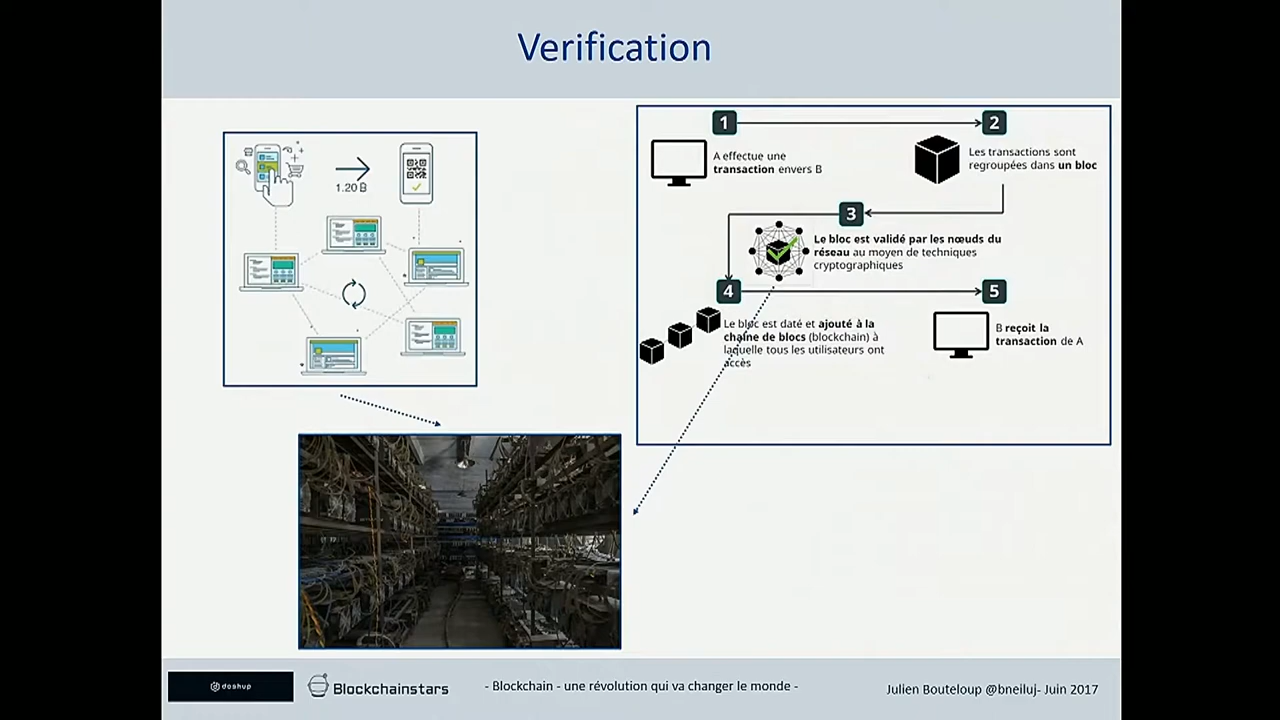 Verification
1.20 B
1
A effectue une
transaction envers B
2
Les transactions sont
regroupées dans un bloc
3
Le bloc est validé par les nœuds du
réseau au moyen de techniques
cryptographiques
4
Le bloc est daté et ajouté à la
chaîne de blocs (blockchain) à
laquelle tous les utilisateurs ont
accès
5
B reçoit la
transaction de A
dashup
Blockchainstars
- Blockchain - une révolution qui va changer le monde -
Julien Bouteloup @bneiluj- Juin 2017